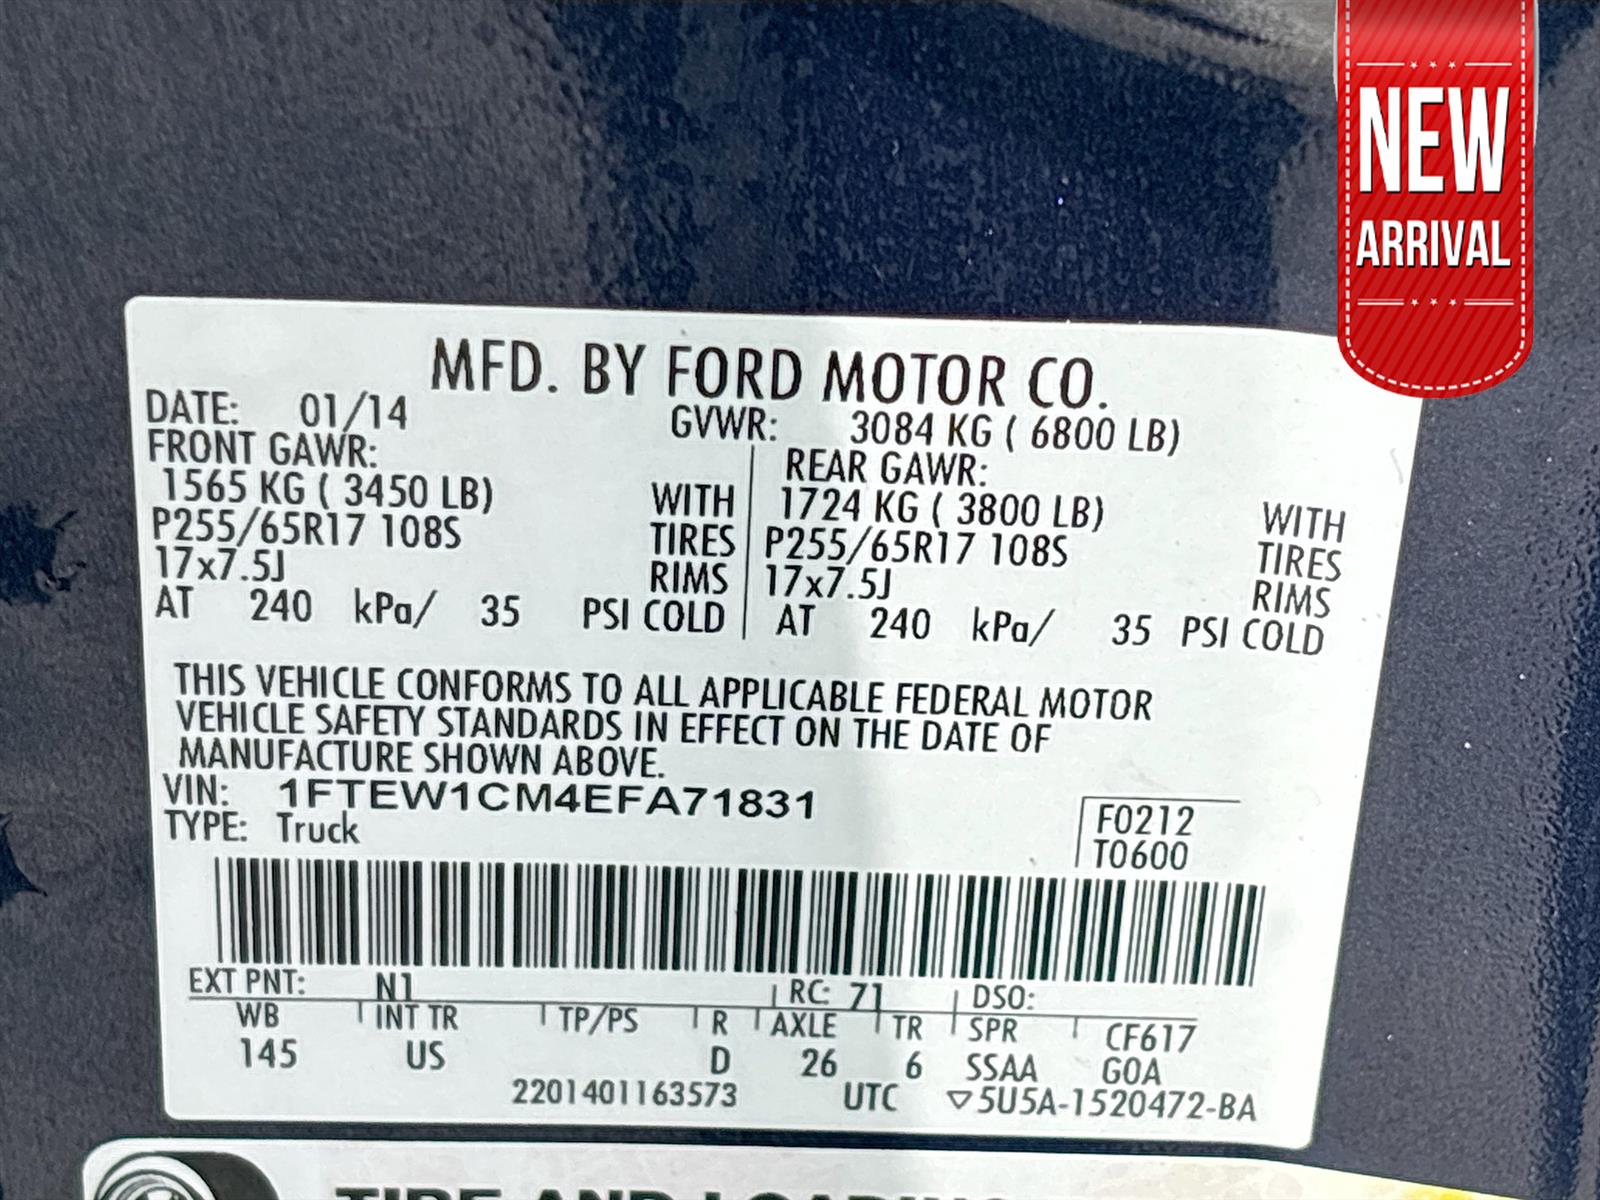 NEW
ARRIVAL
MFD. BY FORD MOTOR CO.
DATE: 01/14 GVWR: 3084 KG ( 6800 LB)
FRONT GAWR: REAR GAWR:
1565 KG ( 3450 LB) WITH 1724 KG ( 3800 LB) WITH
P255/65R17 108S TIRES P255/65R17 108S TIRES
17x7.5J RIMS 17x7.5J RIMS
AT 240 kPa/ 35 PSI COLD AT 240 kPa/ 35 PSI COLD
THIS VEHICLE CONFORMS TO ALL APPLICABLE FEDERAL MOTOR
VEHICLE SAFETY STANDARDS IN EFFECT ON THE DATE OF
MANUFACTURE SHOWN ABOVE.
VIN: 1FTEW1CM4EFA71831
TYPE: Truck
F0212
T0600
EXT PNT: N1 RC: 71 DSO:
WB INT TR TP/PS R AXLE TR SPR CF617
145 US D 26 6 SSAA GOA
2201401163573 UTC ▽5U5A-1520472-BA
TIRE AND LOADING